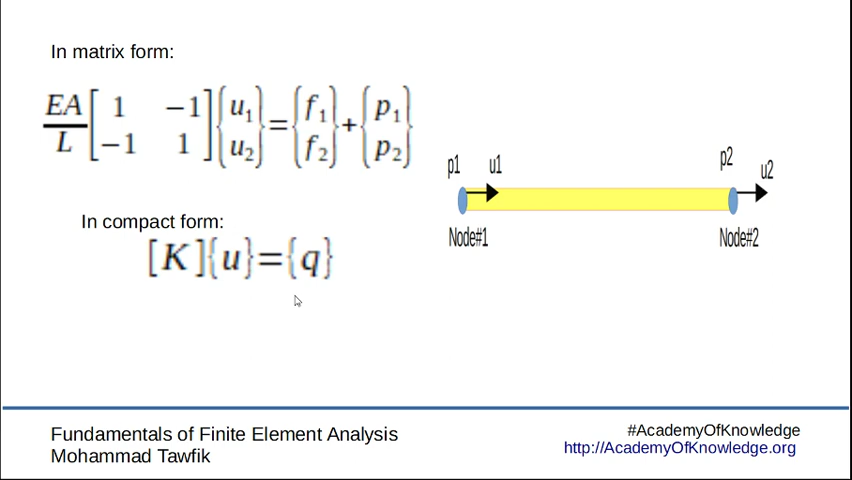 In matrix form:
EA/L [1 -1; -1 1] {u1; u2} = {f1; f2} + {p1; p2}
p1 u1 p2 u2
In compact form:
Node#1 Node#2
[K]{u}={q}
Fundamentals of Finite Element Analysis
Mohammad Tawfik
#AcademyOfKnowledge
http://AcademyOfKnowledge.org